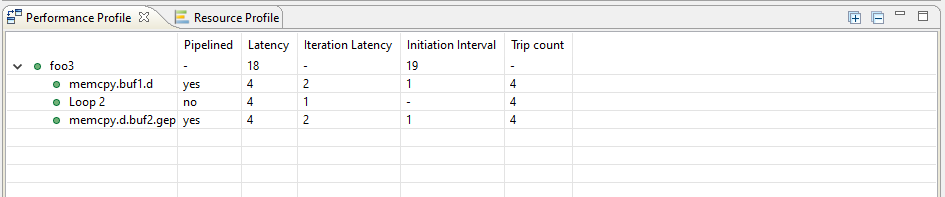 Performance Profile Resource Profile
Pipelined Latency Iteration Latency Initiation Interval Trip count
foo3 - 18 - 19 -
memcpy.buf1.d yes 4 2 1 4
Loop 2 no 4 1 - 4
memcpy.d.buf2.gep yes 4 2 1 4